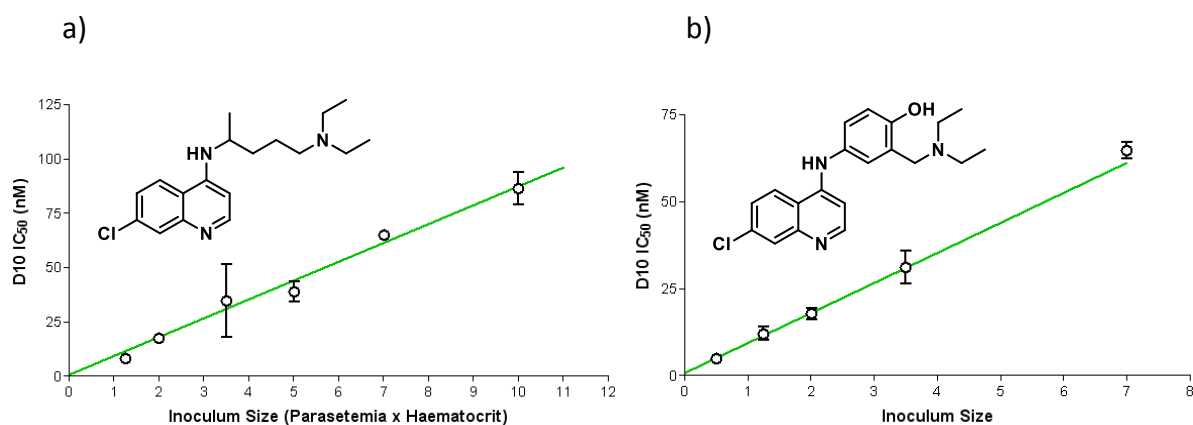 a)
D10 IC50 (nM)
125
100
75
50
25
0
HN
N
Cl
N
0 1 2 3 4 5 6 7 8 9 10 11 12
Inoculum Size (Parasetemia x Haematocrit)
b)
D10 IC50 (nM)
75
50
25
0
OH
HN
N
Cl
N
0 1 2 3 4 5 6 7 8
Inoculum Size